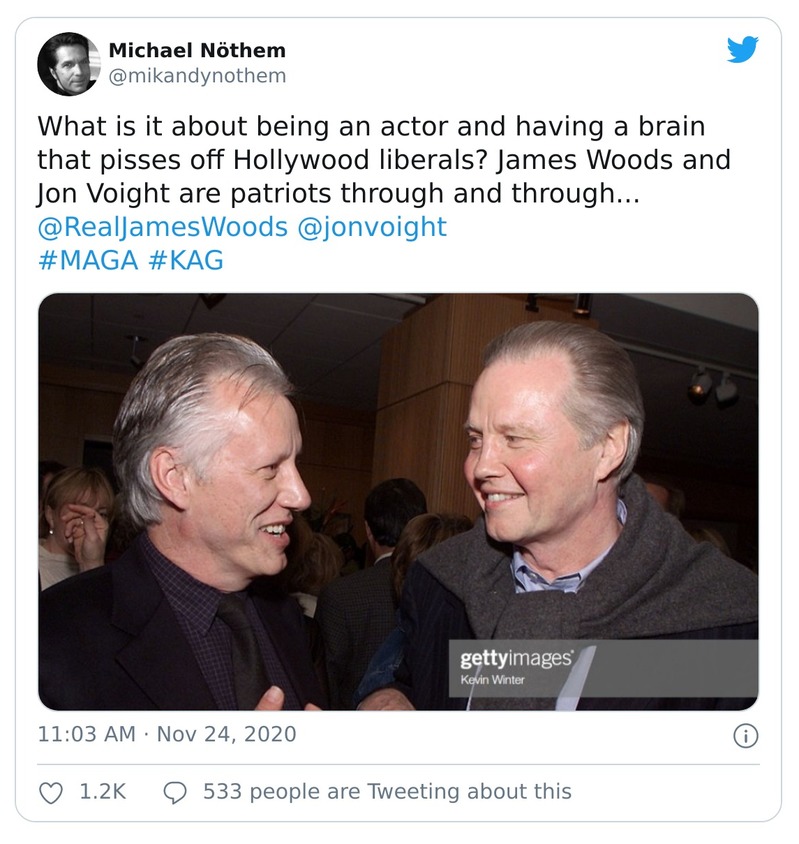 Michael Nöthem
@mikandynothem
What is it about being an actor and having a brain
that pisses off Hollywood liberals? James Woods and
Jon Voight are patriots through and through...
@RealJamesWoods @jonvoight
#MAGA #KAG
gettyimages®
Kevin Winter
11:03 AM · Nov 24, 2020
1.2K 533 people are Tweeting about this